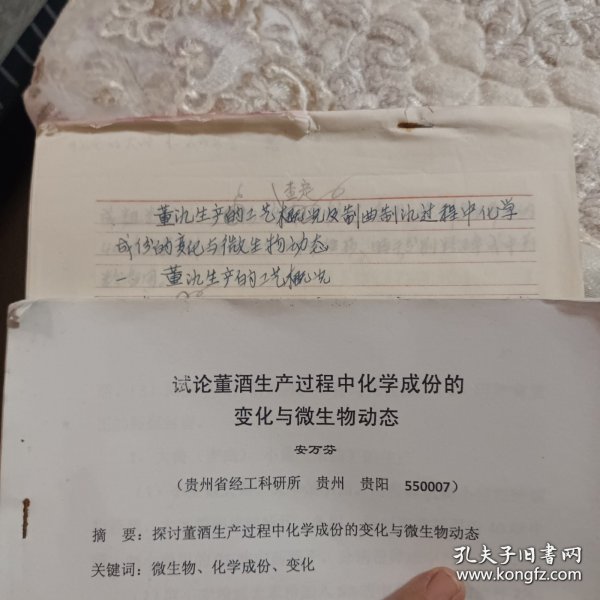 董氿生产的工艺概况及制曲制氿过程中化学
成份的变化与微生物动态
一 董氿生产的工艺概况
试论董酒生产过程中化学成份的
变化与微生物动态
安万芬
（贵州省经工科研所 贵州 贵阳 550007）
摘 要：探讨董酒生产过程中化学成份的变化与微生物动态
关键词：微生物、化学成份、变化
孔夫子旧书网
www.kongfz.com